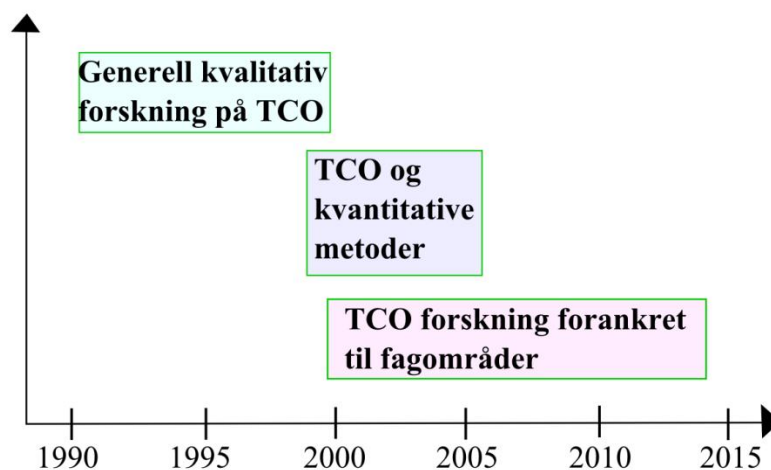 Generell kvalitativ
forskning på TCO
TCO og
kvantitative
metoder
TCO forskning forankret
til fagområder
1990 1995 2000 2005 2010 2015